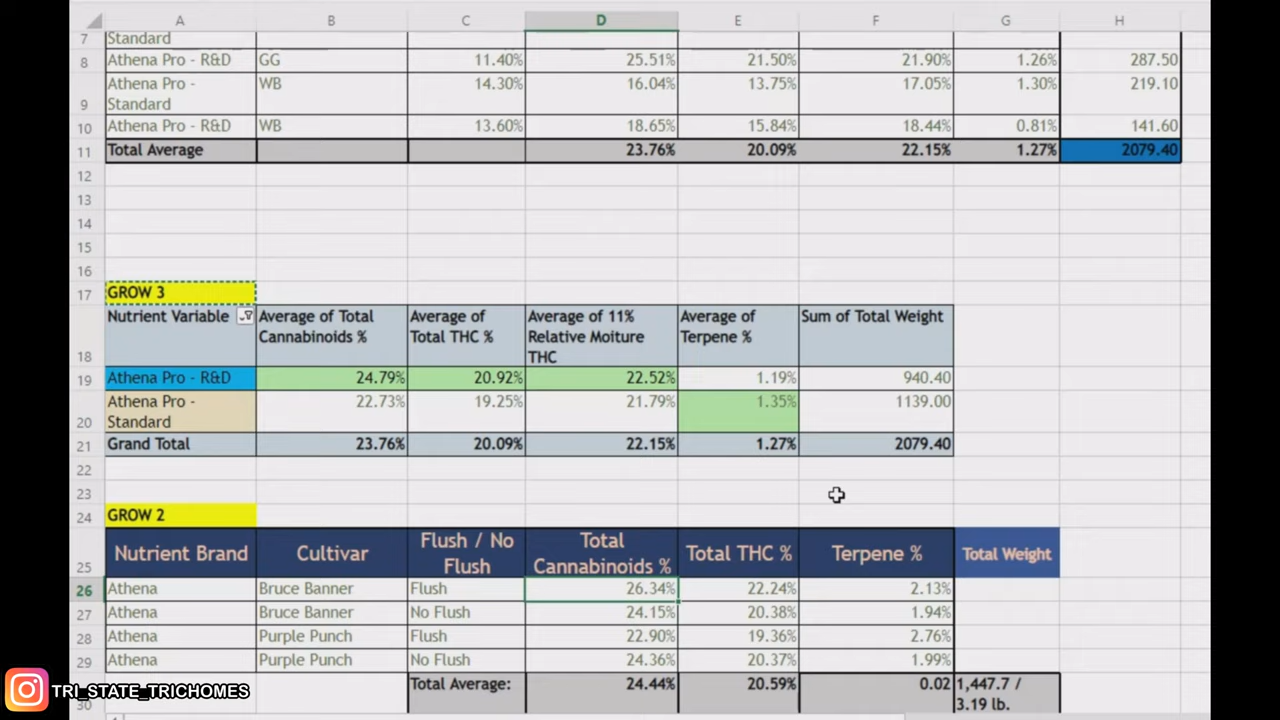 A B C D E F G H
7 Standard
8 Athena Pro - R&D GG 11.40% 25.51% 21.50% 21.90% 1.26% 287.50
Athena Pro - WB 14.30% 16.04% 13.75% 17.05% 1.30% 219.10
9 Standard
10 Athena Pro - R&D WB 13.60% 18.65% 15.84% 18.44% 0.81% 141.60
11 Total Average 23.76% 20.09% 22.15% 1.27% 2079.40
12
13
14
15
16
17 GROW 3
Nutrient Variable Average of Total Average of Average of 11% Average of Sum of Total Weight
Cannabinoids % Total THC % Relative Moiture Terpene %
18 THC
19 Athena Pro - R&D 24.79% 20.92% 22.52% 1.19% 940.40
Athena Pro - 22.73% 19.25% 21.79% 1.35% 1139.00
20 Standard
21 Grand Total 23.76% 20.09% 22.15% 1.27% 2079.40
22
23
24 GROW 2
Flush / No Total
Nutrient Brand Cultivar Total THC % Terpene % Total Weight
25 Flush Cannabinoids %
26 Athena Bruce Banner Flush 26.34% 22.24% 2.13%
27 Athena Bruce Banner No Flush 24.15% 20.38% 1.94%
28 Athena Purple Punch Flush 22.90% 19.36% 2.76%
29 Athena Purple Punch No Flush 24.36% 20.37% 1.99%
Total Average: 24.44% 20.59% 0.02 1,447.7 /
30 3.19 lb.
TRI_STATE_TRICHOMES